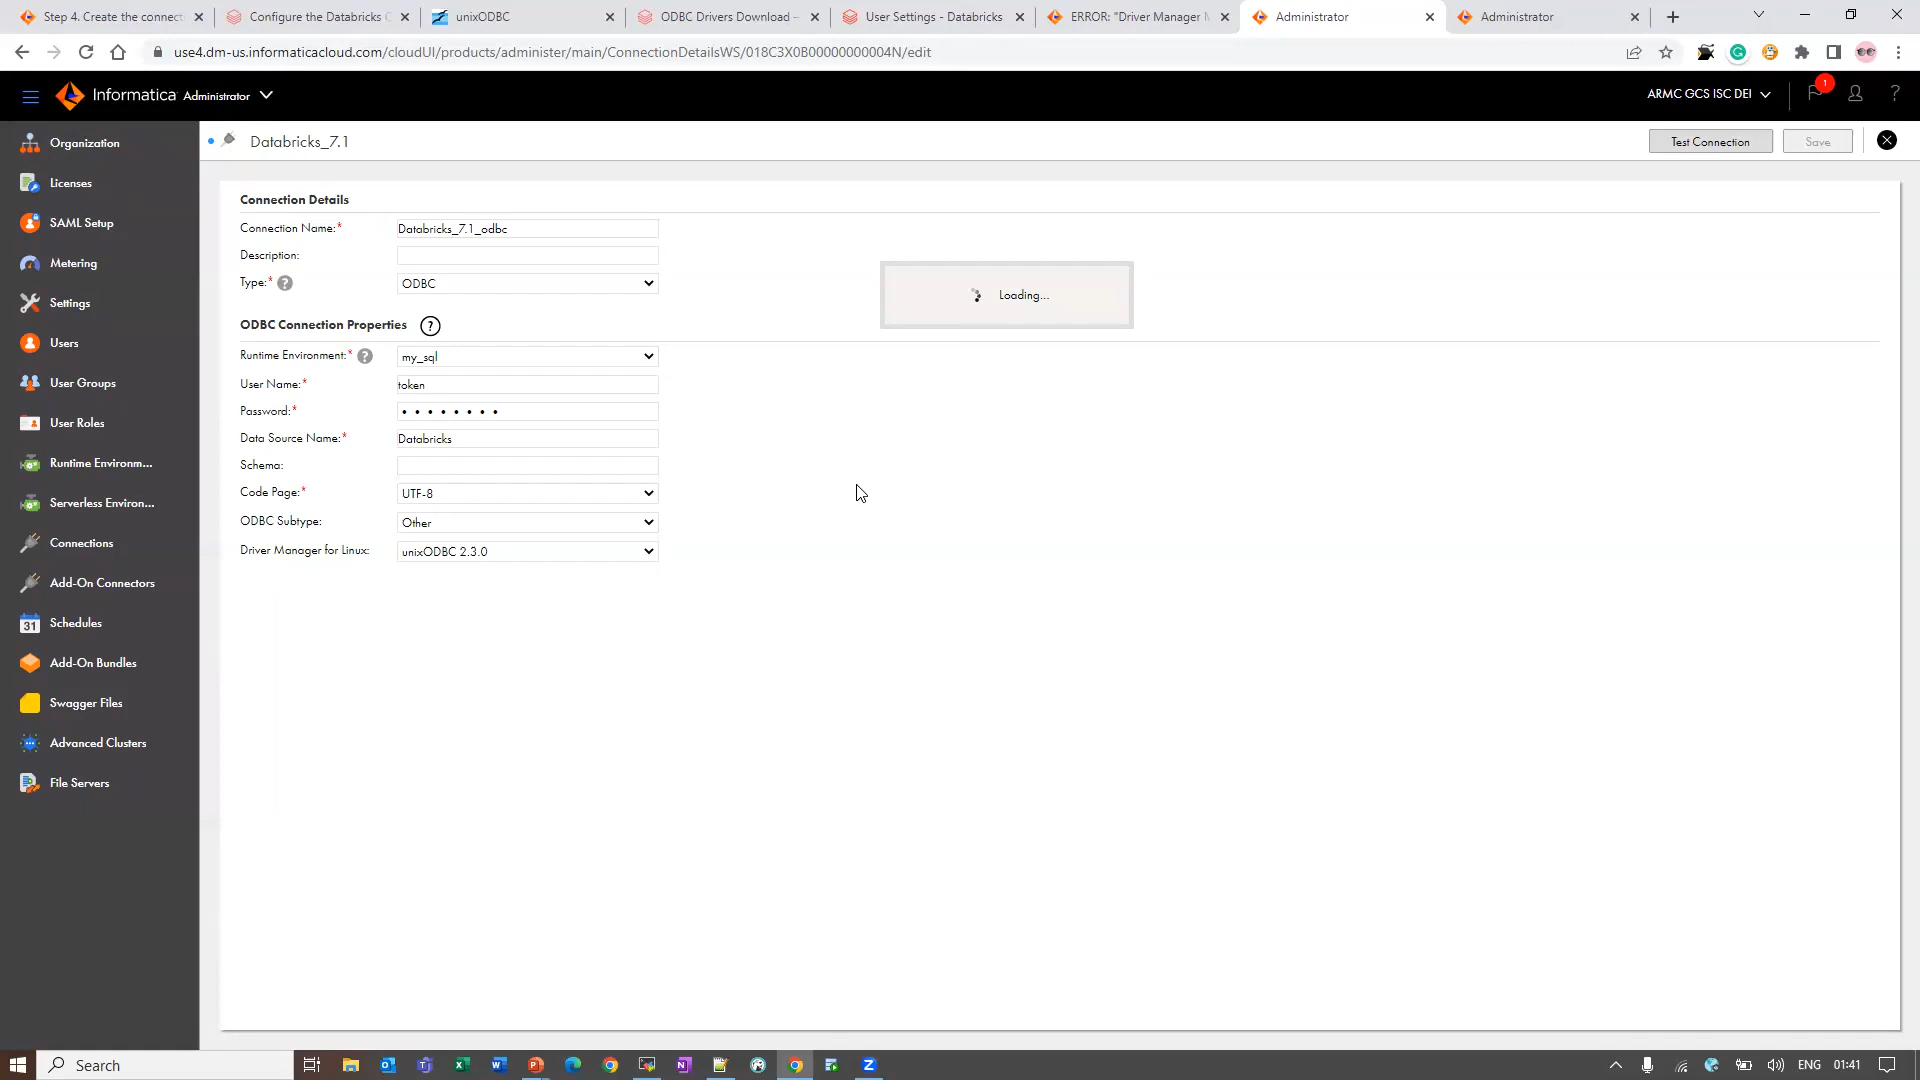 Step 4. Create the connect
Configure the Databricks C
unixODBC
ODBC Drivers Download –
User Settings - Databricks
ERROR: "Driver Manager M
Administrator
Administrator
use4.dm-us.informaticacloud.com/cloudUI/products/administer/main/ConnectionDetailsWS/018C3X0B00000000004N/edit
Informatica Administrator
ARMC GCS ISC DEI
1
?
Organization
Licenses
SAML Setup
Metering
Settings
Users
User Groups
User Roles
Runtime Environm...
Serverless Environ...
Connections
Add-On Connectors
31 Schedules
Add-On Bundles
Swagger Files
Advanced Clusters
File Servers
Databricks_7.1
Test Connection
Save
Connection Details
Connection Name:* Databricks_7.1_odbc
Description:
Type:* ? ODBC
Loading...
ODBC Connection Properties ?
Runtime Environment:* ? my_sql
User Name:* token
Password:* • • • • • • • •
Data Source Name:* Databricks
Schema:
Code Page:* UTF-8
ODBC Subtype: Other
Driver Manager for Linux: unixODBC 2.3.0
Search
ENG
01:41